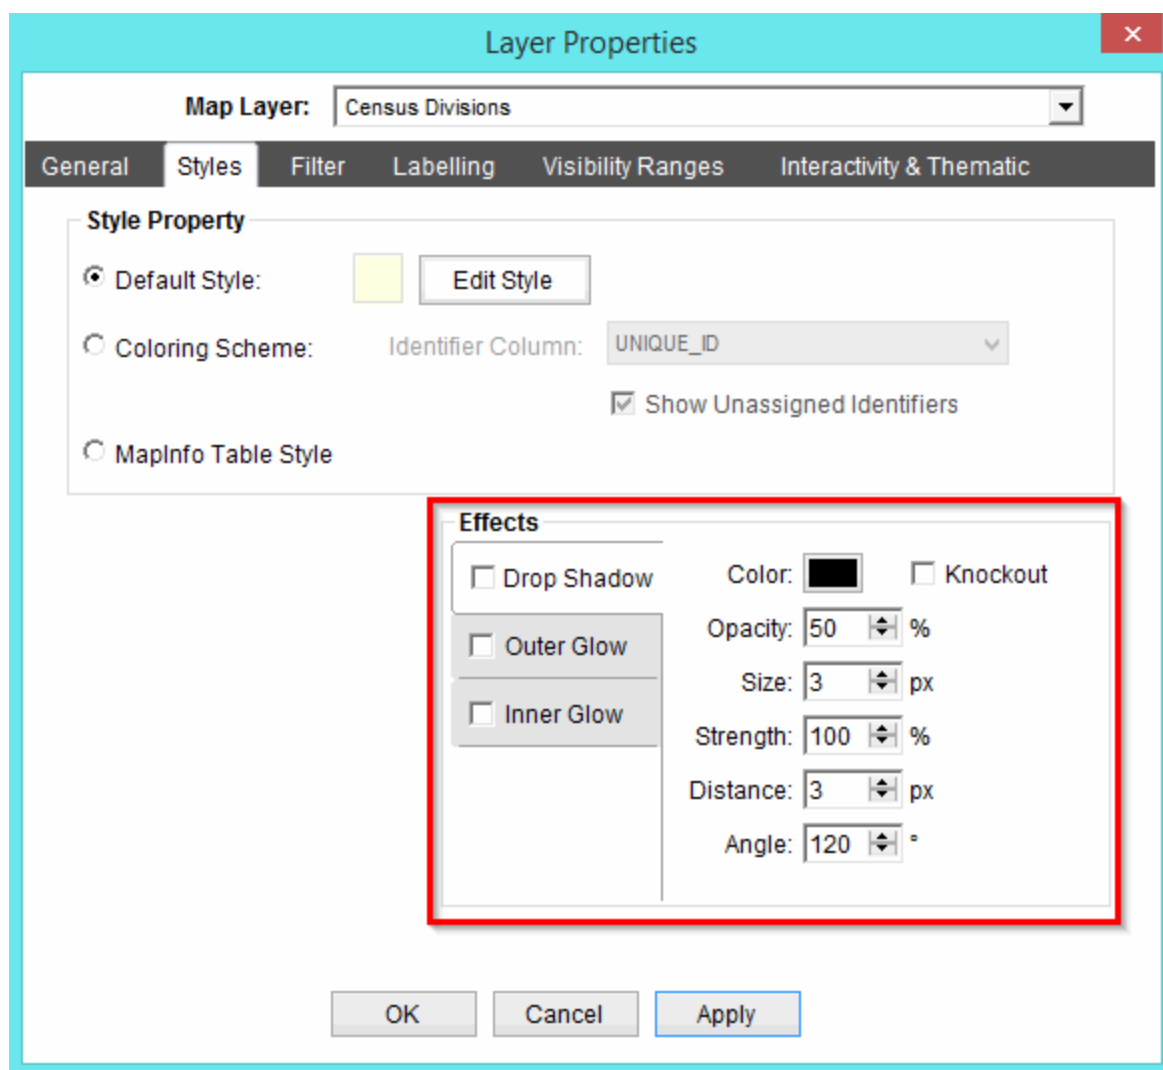 Layer Properties
Map Layer: Census Divisions
General Styles Filter Labelling Visibility Ranges Interactivity & Thematic
Style Property
Default Style: Edit Style
Coloring Scheme: Identifier Column: UNIQUE_ID
Show Unassigned Identifiers
MapInfo Table Style
Effects
Drop Shadow Color: Knockout
Opacity: 50 %
Outer Glow
Size: 3 px
Inner Glow
Strength: 100 %
Distance: 3 px
Angle: 120 °
OK Cancel Apply